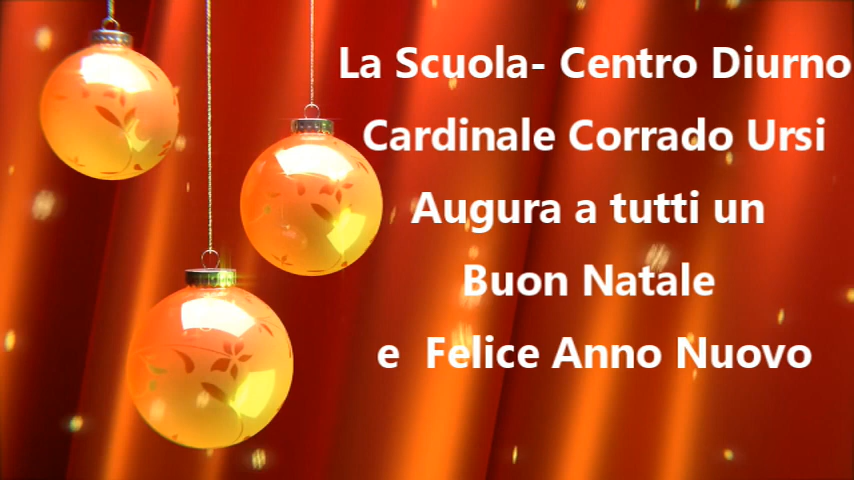 La Scuola- Centro Diurno
Cardinale Corrado Ursi
Augura a tutti un
Buon Natale
e  Felice Anno Nuovo